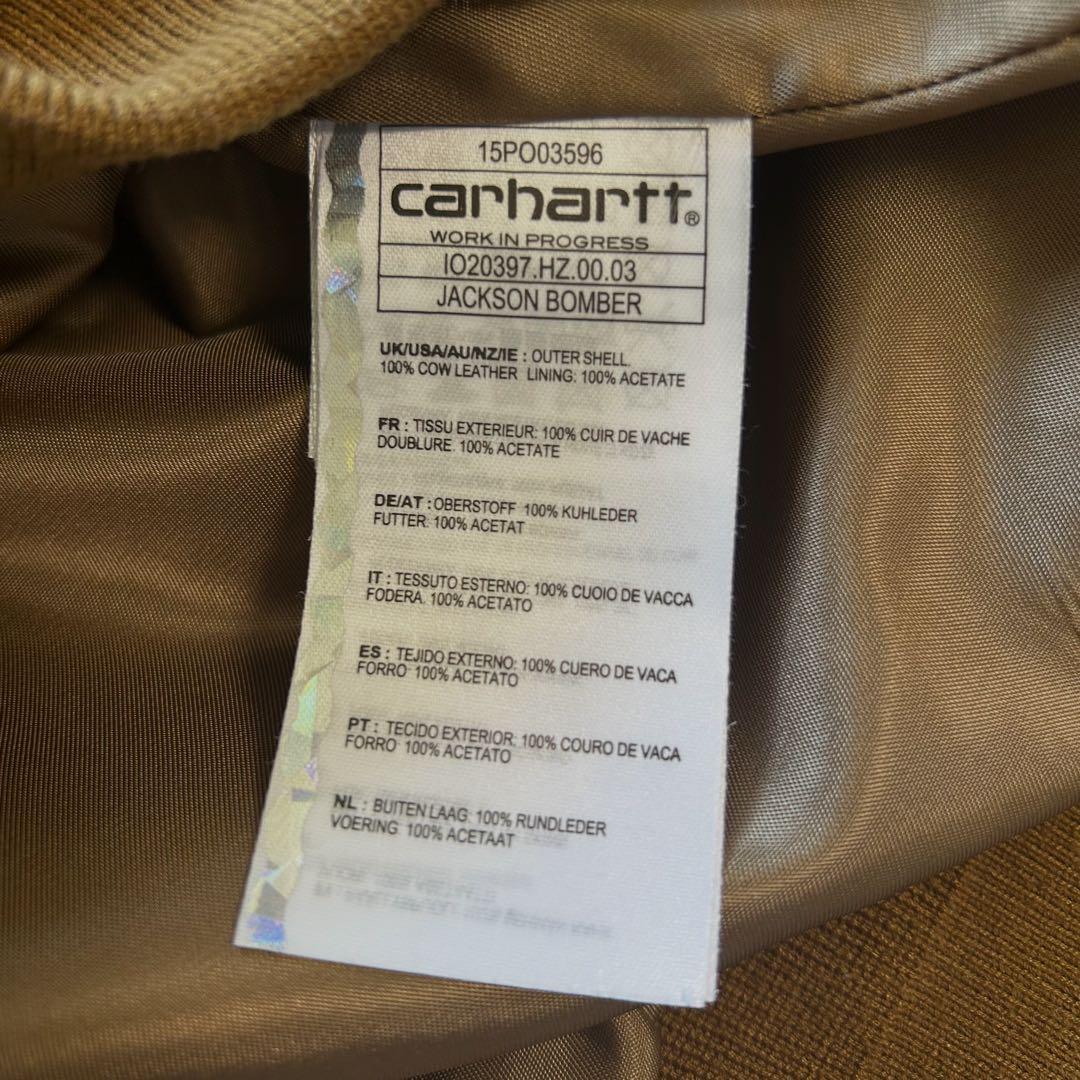 15PO03596
carhartt®
WORK IN PROGRESS
IO20397.HZ.00.03
JACKSON BOMBER
UK/USA/AU/NZ/IE : OUTER SHELL.
100% COW LEATHER LINING: 100% ACETATE
FR : TISSU EXTERIEUR: 100% CUIR DE VACHE
DOUBLURE. 100% ACETATE
DE/AT : OBERSTOFF 100% KUHLEDER
FUTTER: 100% ACETAT
IT : TESSUTO ESTERNO: 100% CUOIO DE VACCA
FODERA. 100% ACETATO
ES : TEJIDO EXTERNO: 100% CUERO DE VACA
FORRO 100% ACETATO
PT : TECIDO EXTERIOR: 100% COURO DE VACA
FORRO 100% ACETATO
NL : BUITEN LAAG: 100% RUNDLEDER
VOERING 100% ACETAAT